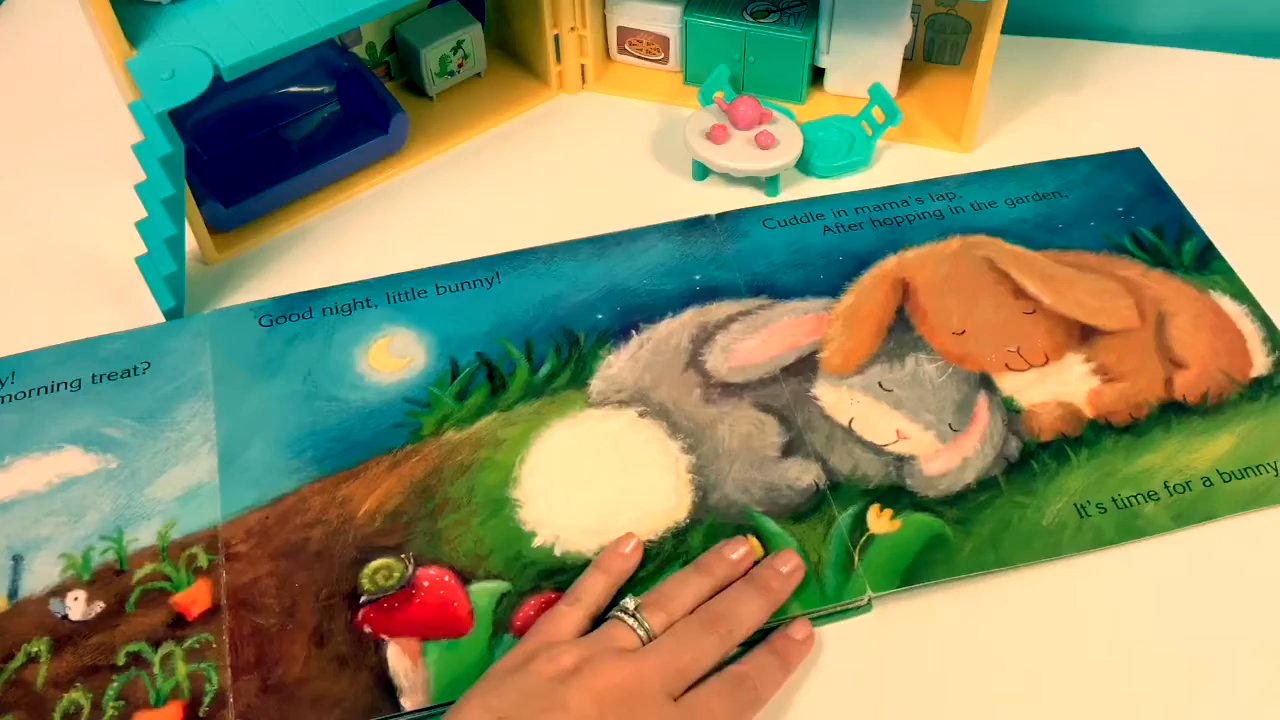 y!
morning treat?
Good night, little bunny!
Cuddle in mama's lap.
After hopping in the garden,
It's time for a bunny